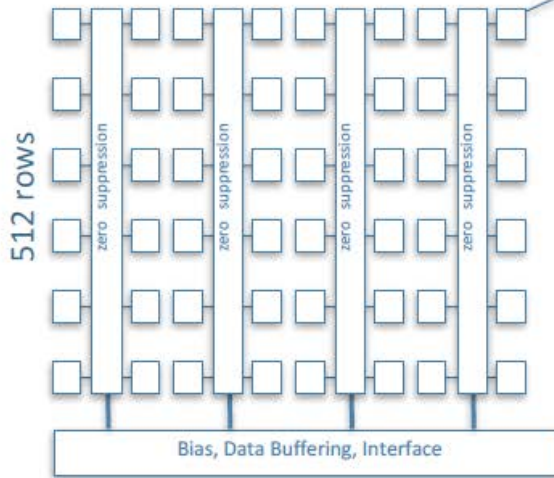 512 rows
zero suppression
zero suppression
zero suppression
zero suppression
Bias, Data Buffering, Interface